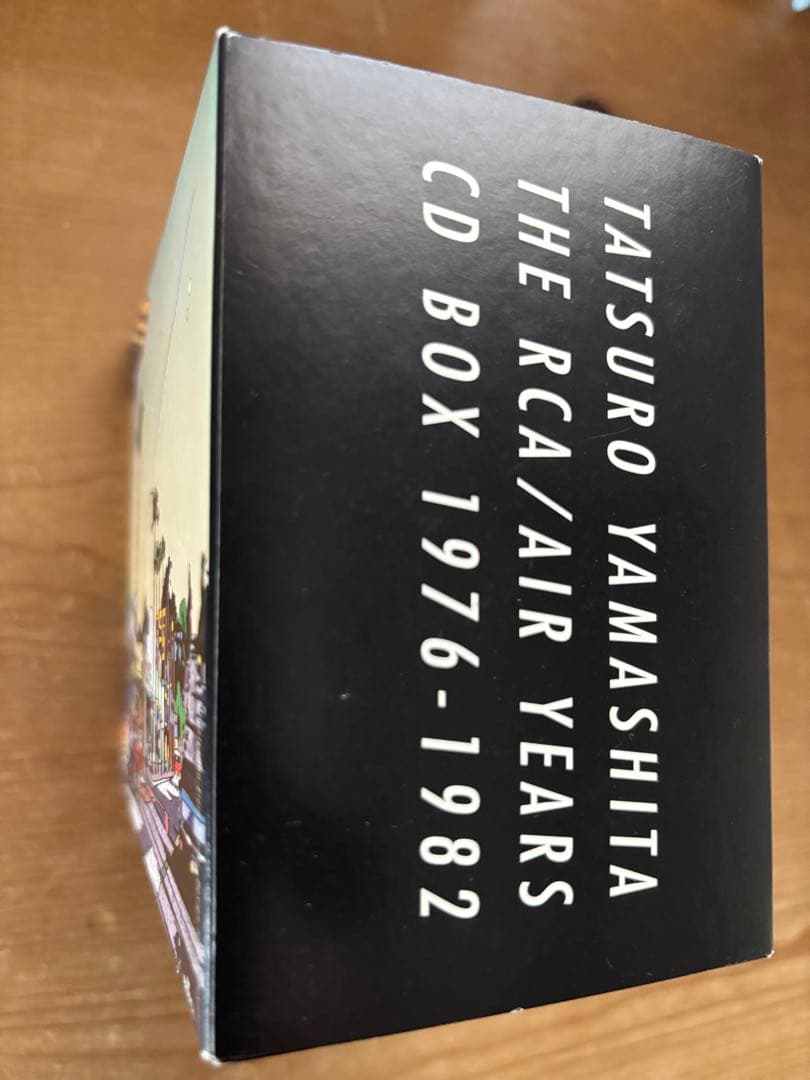 TATSURO YAMASHITA
THE RCA/AIR YEARS
CD BOX 1976-1982